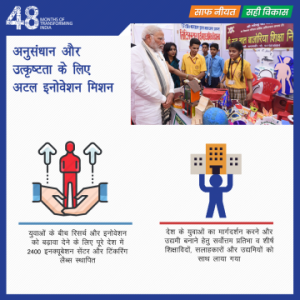 48 MONTHS OF
TRANSFORMING
INDIA
साफ नीयत सही विकास
अनुसंधान और
उत्कृष्टता के लिए
अटल इनोवेशन मिशन
युवाओं के बीच रिसर्च और इनोवेशन
को बढ़ावा देने के लिए पूरे देश में
2400 इनक्यूबेशन सेंटर और टिंकरिंग
लैब्स स्थापित
देश के युवाओं का मार्गदर्शन करने और
उद्यमी बनाने हेतु सर्वोत्तम प्रतिभा व शीर्ष
शिक्षाविदों, सलाहकारों और उद्यमियों को
साथ लाया गया